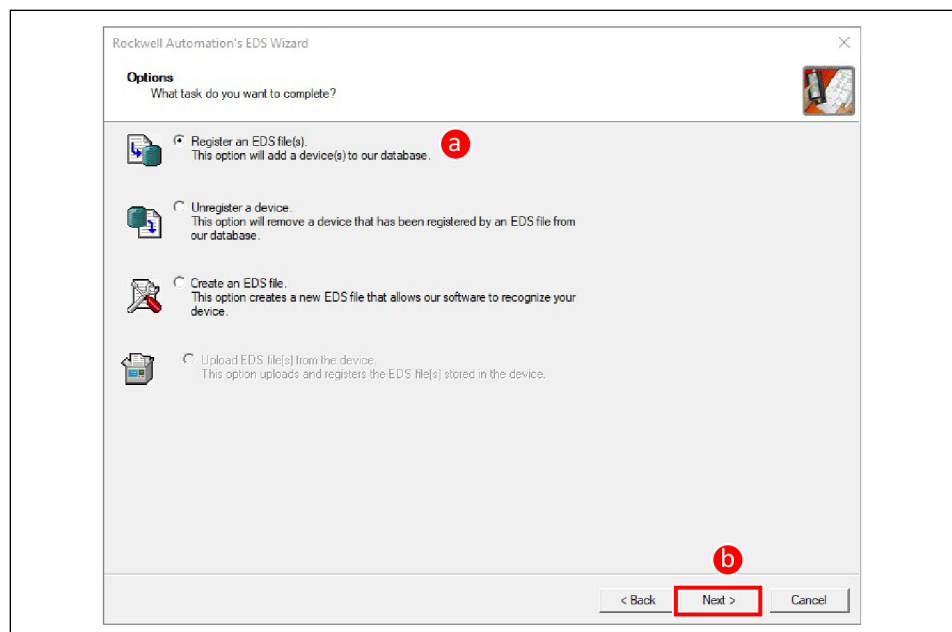 Rockwell Automation's EDS Wizard
Options
What task do you want to complete?
Register an EDS file(s).
This option will add a device(s) to our database.
a
Unregister a device.
This option will remove a device that has been registered by an EDS file from
our database.
Create an EDS file.
This option creates a new EDS file that allows our software to recognize your
device.
Upload EDS file(s) from the device.
This option uploads and registers the EDS file(s) stored in the device.
b
< Back
Next >
Cancel